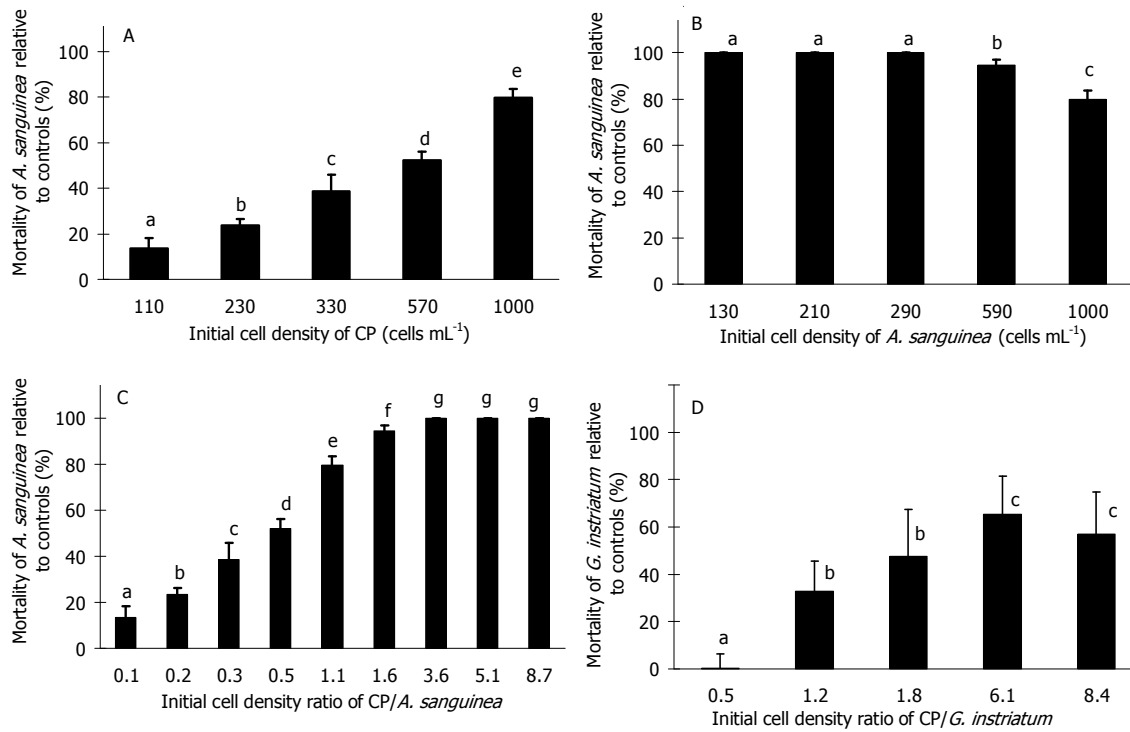 A
Mortality of A. sanguinea relative
to controls (%)
100
80
60
40
20
0
a
b
c
d
e
110 230 330 570 1000
Initial cell density of CP (cells mL-1)
B
Mortality of A. sanguinea relative
to controls (%)
100
80
60
40
20
0
a a a b c
130 210 290 590 1000
Initial cell density of A. sanguinea (cells mL-1)
C
Mortality of A. sanguinea relative
to controls (%)
100
80
60
40
20
0
a
b
c
d
e
f
g g g
0.1 0.2 0.3 0.5 1.1 1.6 3.6 5.1 8.7
Initial cell density ratio of CP/A. sanguinea
D
Mortality of G. instriatum relative
to controls (%)
100
80
60
40
20
0
a
b
b
c
c
0.5 1.2 1.8 6.1 8.4
Initial cell density ratio of CP/G. instriatum